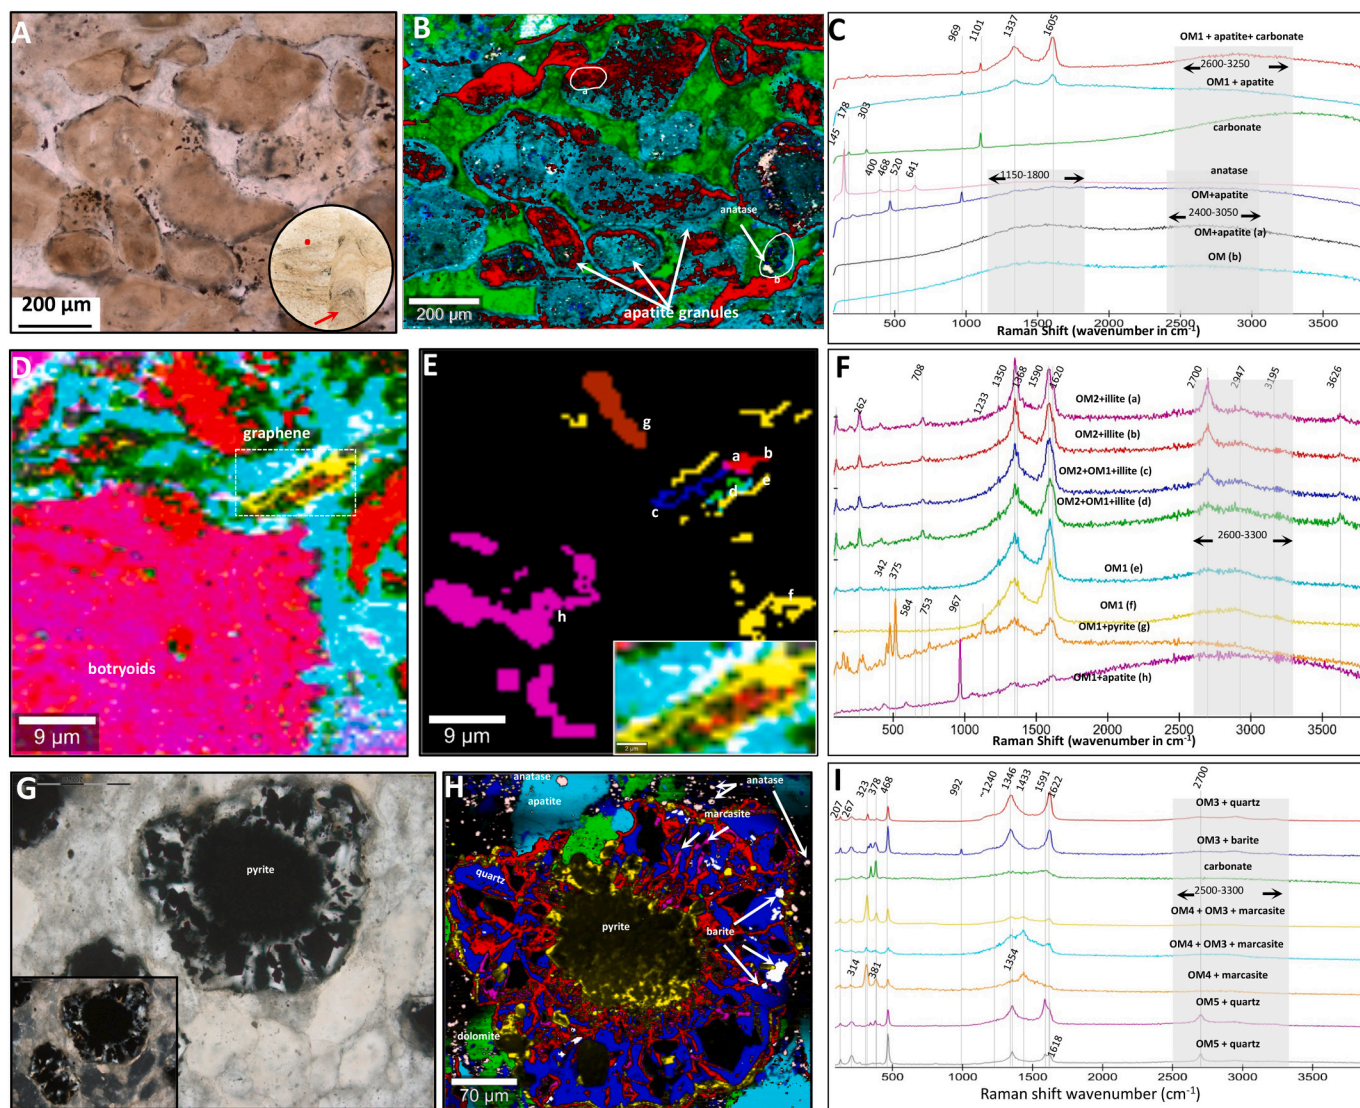 A
200 µm
B
a
anatase
b
200 µm
apatite granules
C
969
1101
1337
1605
OM1 + apatite+ carbonate
2600-3250
OM1 + apatite
178
303
145
carbonate
400
468
520
641
anatase
1150-1800
OM+apatite
2400-3050
OM+apatite (a)
OM (b)
500
1000
1500
2000
2500
3000
3500
Raman Shift (wavenumber in cm-1)
D
graphene
botryoids
9 µm
E
g
a
b
e
d
c
f
h
9 µm
2 µm
F
262
708
1233
1350
1368
1590
1620
2700
2947
3195
3626
OM2+illite (a)
OM2+illite (b)
OM2+OM1+illite (c)
OM2+OM1+illite (d)
2600-3300
342
375
584
753
967
OM1 (e)
OM1 (f)
OM1+pyrite (g)
OM1+apatite (h)
500
1000
1500
2000
2500
3000
3500
Raman Shift (wavenumber in cm-1)
G
pyrite
H
anatase
apatite
anatase
marcasite
quartz
pyrite
barite
dolomite
70 µm
I
207
267
323
378
468
992
~1240
1346
1433
1591
1622
2700
OM3 + quartz
OM3 + barite
carbonate
2500-3300
OM4 + OM3 + marcasite
OM4 + OM3 + marcasite
314
381
1354
OM4 + marcasite
OM5 + quartz
1618
OM5 + quartz
500
1000
1500
2000
2500
3000
3500
Raman shift (wavenumber cm-1)